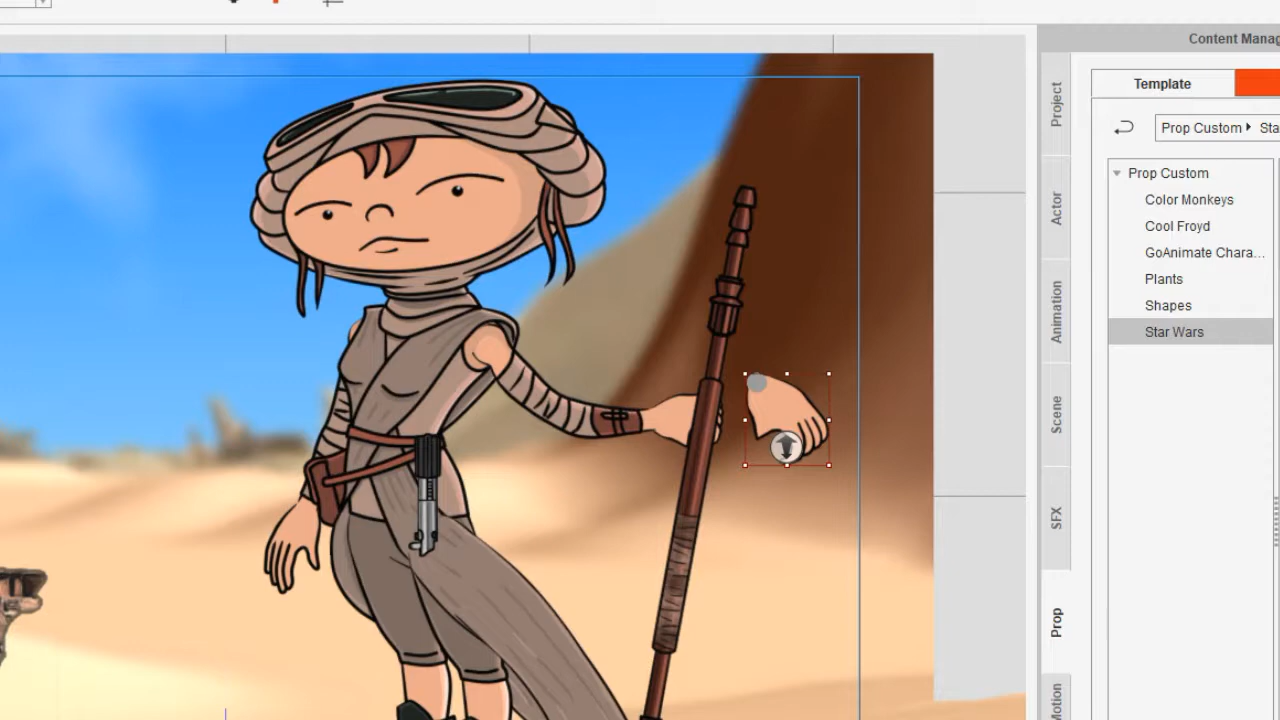 Content Manag
Project
Actor
Animation
Scene
SFX
Prop
Motion
Template
Prop Custom Sta
Prop Custom
Color Monkeys
Cool Froyd
GoAnimate Chara...
Plants
Shapes
Star Wars